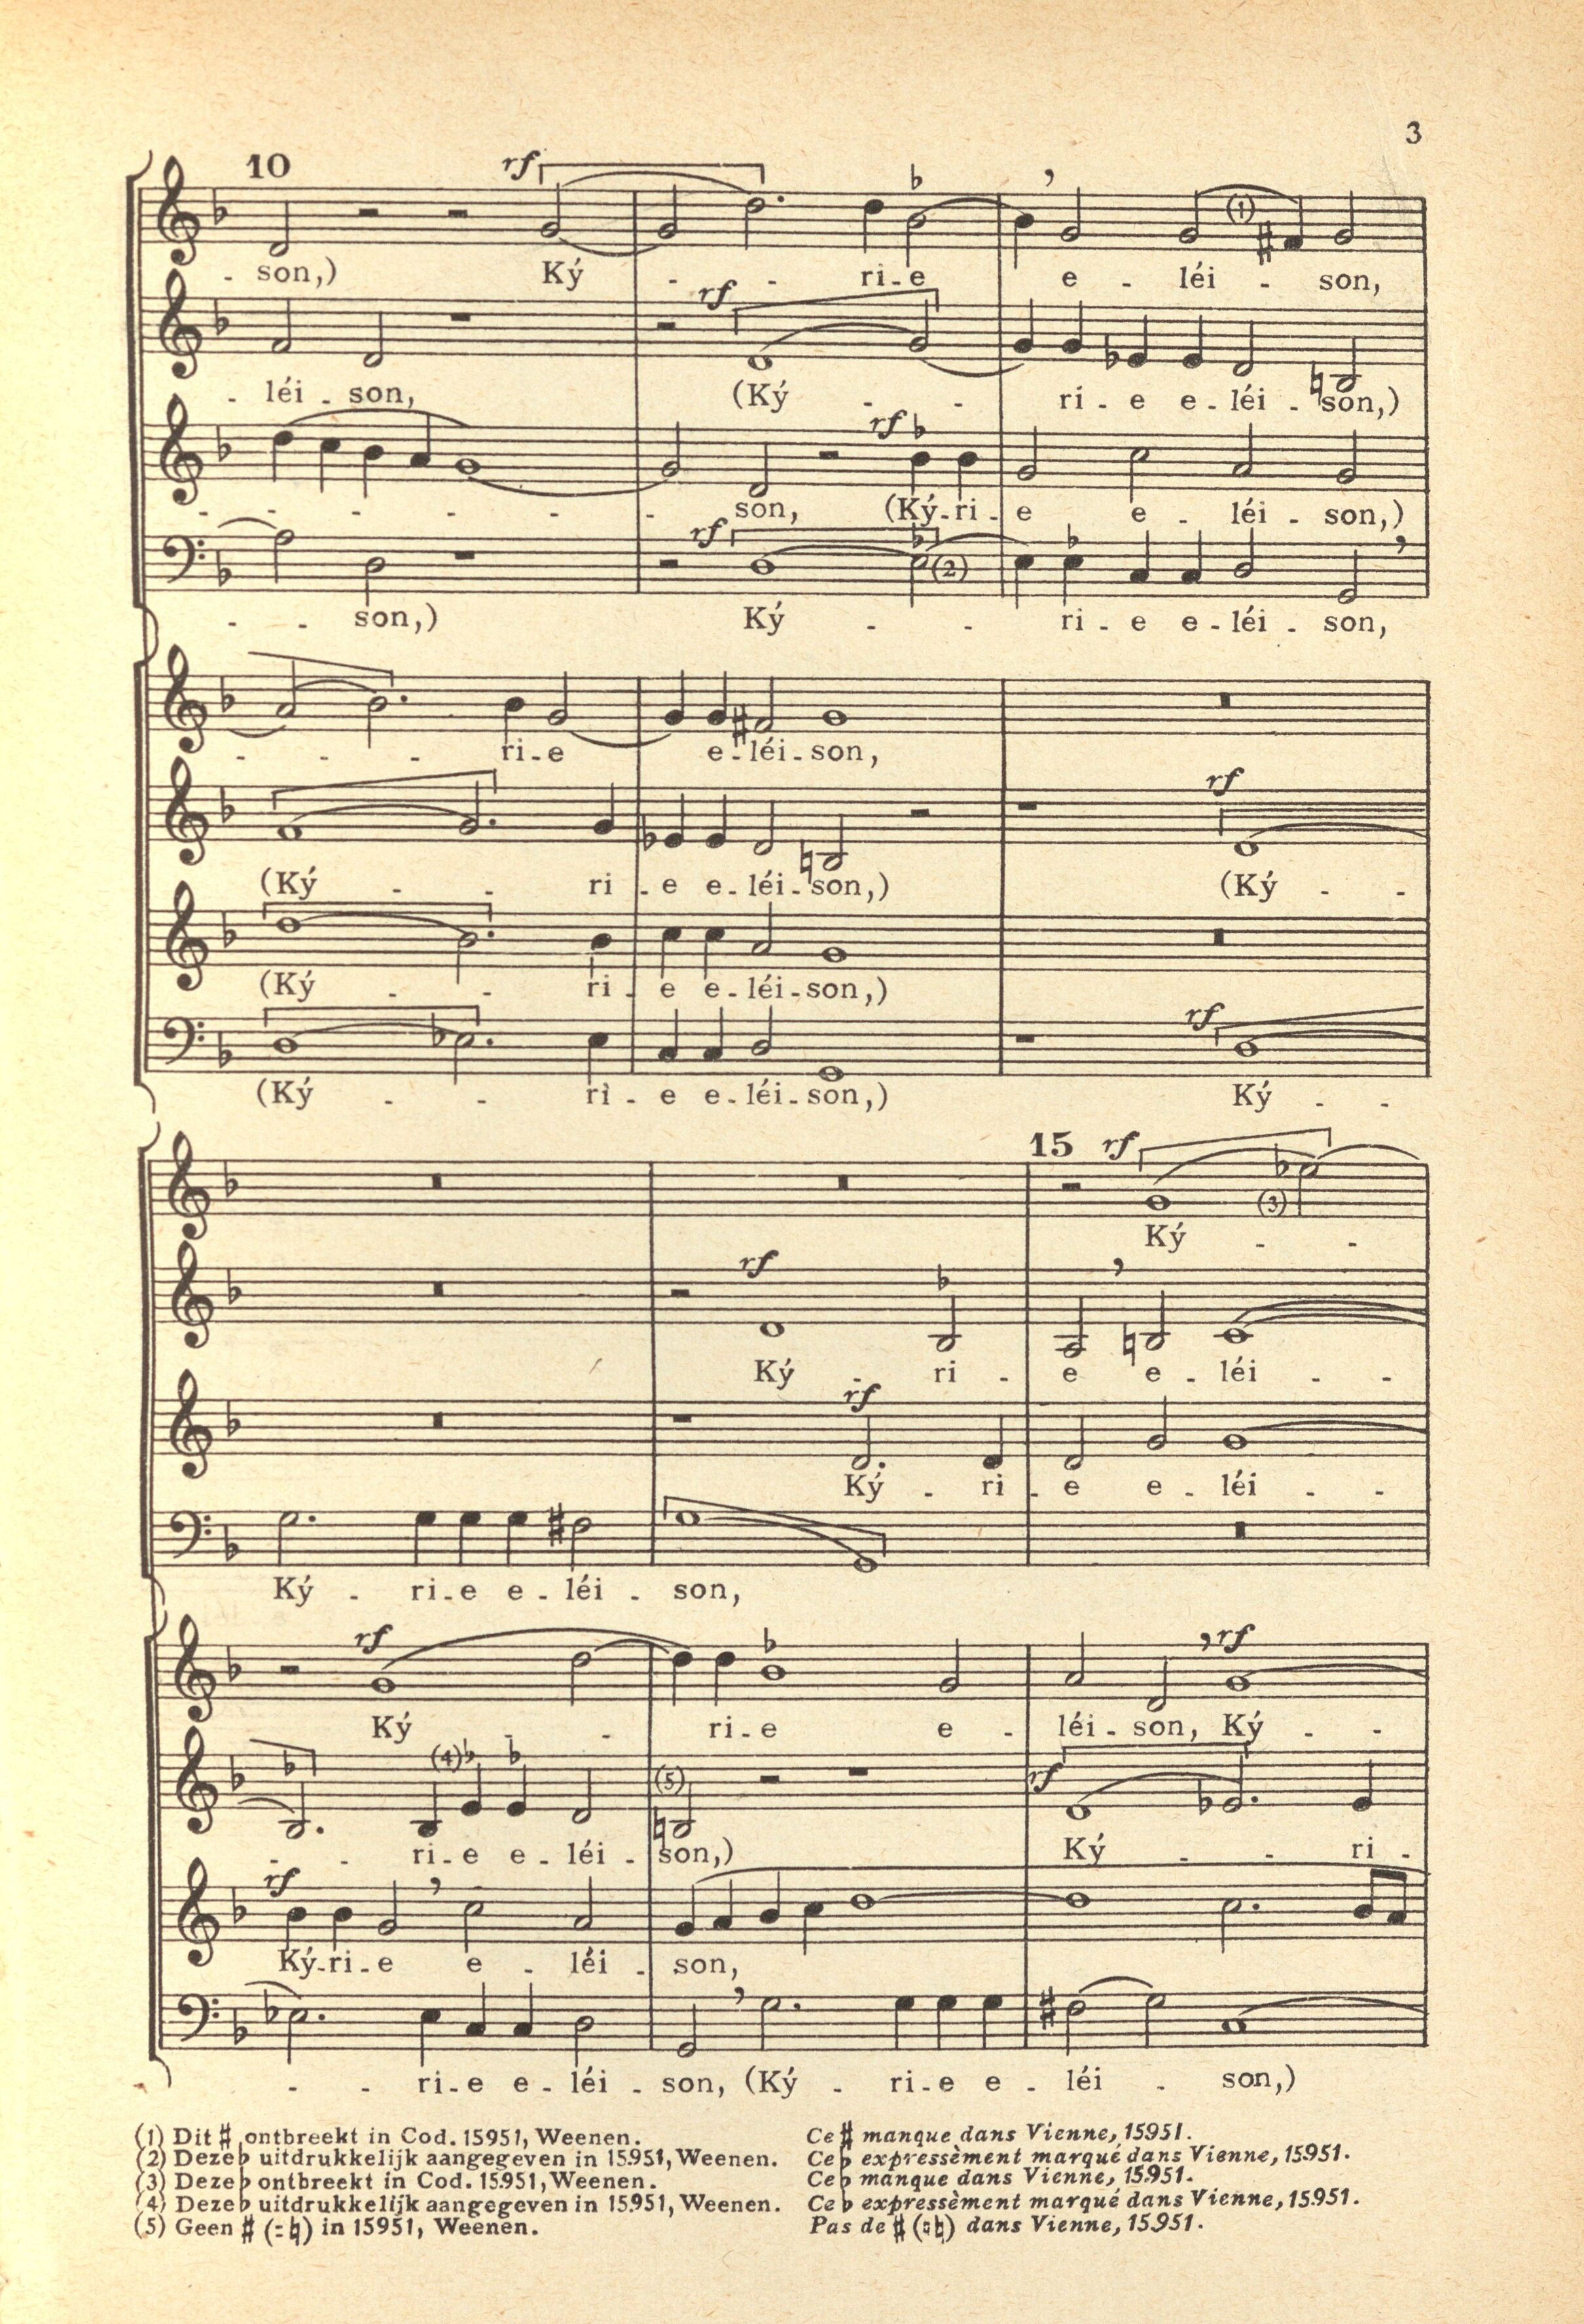 3
10 rf
- son,) Ký - - ri-e e - léi - son,
rf
- léi - son, (Ký - - ri - e e - léi - son,)
rf
- - - - - - - son, (Ký-ri-e e - léi - son,)
rf
(1)
(2)
- - son,) Ký - - ri - e e - léi - son,
- - - ri-e e-léi-son,
rf
(Ký - - ri - e e-léi-son,) (Ký - -
(Ký - - ri - e e-léi-son,)
rf
(Ký - - ri - e e-léi-son,) Ký - -
15 rf
(3)
Ký - -
rf
Ký - ri - e e - léi - -
rf
Ký - ri - e e - léi - -
Ký - ri-e e - léi - son,
rf rf
Ký - ri-e e - léi - son, Ký - -
(4) (5) rf
- - ri-e e - léi - son,) Ký - - ri -
rf
Ký-ri-e e - léi - son,
- - ri-e e-léi - son, (Ký - ri-e e - léi - son,)
(1) Dit ♯ ontbreekt in Cod. 15951, Weenen.
(2) Deze ♭ uitdrukkelijk aangegeven in 15951, Weenen.
(3) Deze ♭ ontbreekt in Cod. 15951, Weenen.
(4) Deze ♭ uitdrukkelijk aangegeven in 15951, Weenen.
(5) Geen ♯ (=♮) in 15951, Weenen.
Ce ♯ manque dans Vienne, 15951.
Ce ♭ expressèment marqué dans Vienne, 15951.
Ce ♭ manque dans Vienne, 15951.
Ce ♭ expressèment marqué dans Vienne, 15951.
Pas de ♯ (=♮) dans Vienne, 15951.